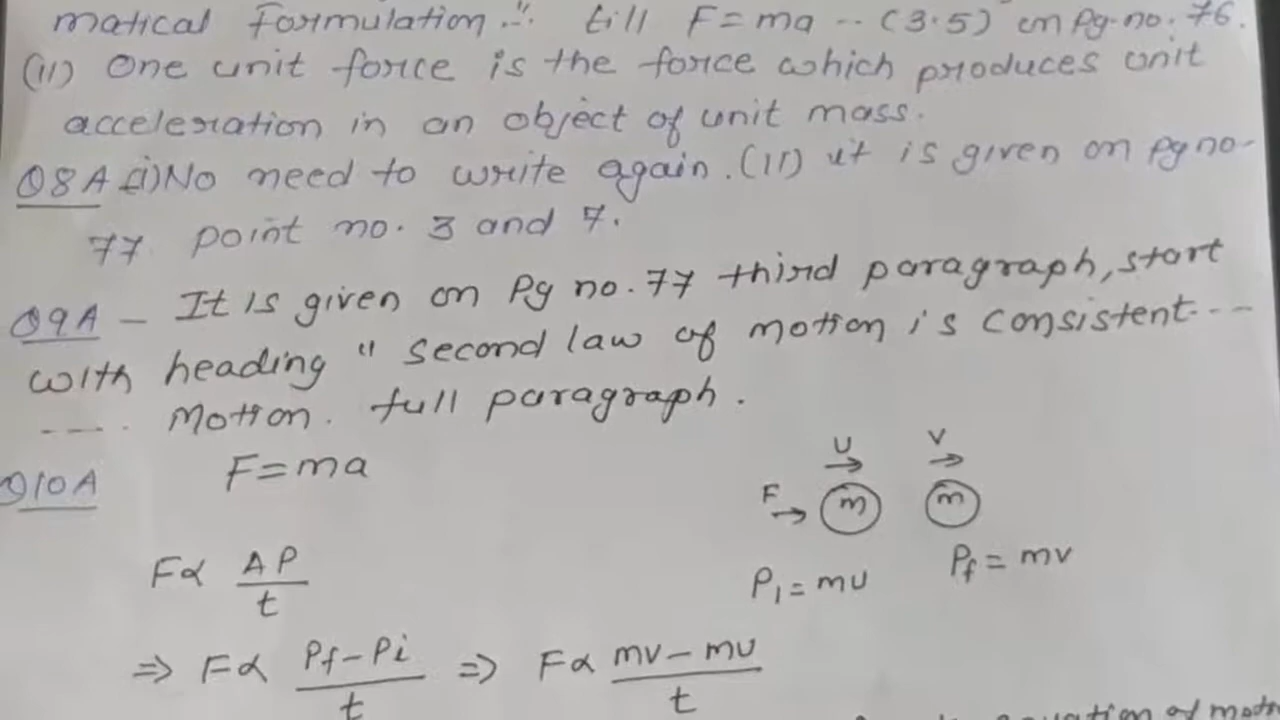 matical formulation.": till F = ma -- (3.5) on pg.no. 76.
(ii) One unit force is the force which produces unit
acceleration in an object of unit mass.
Q8A (i) No need to write again. (ii) it is given on pg no-
77 point no. 3 and 7.
Q9A – It is given on Pg no. 77 third paragraph, start
with heading " second law of motion is consistent----
----. Motion. full paragraph.
Q10A F = ma
U V
F m m
P1 = mu Pf = mv
F∝ ΔP/t
⇒ F∝ (Pf - Pi)/t ⇒ F∝ (mv - mu)/t
equation of moti